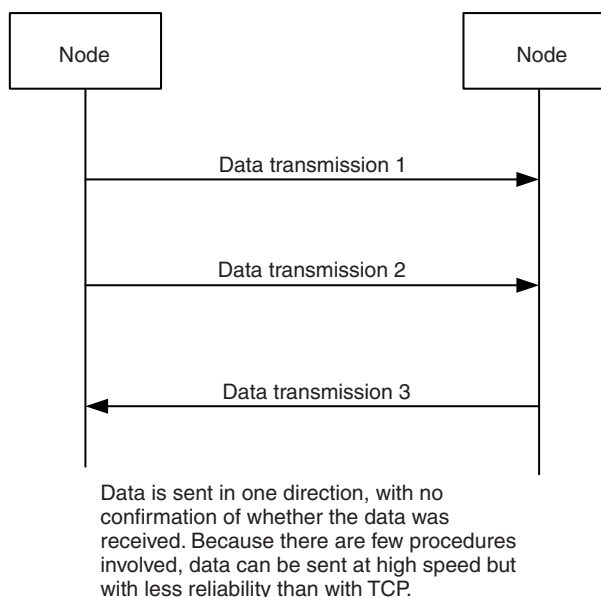 Node
Node
Data transmission 1
Data transmission 2
Data transmission 3
Data is sent in one direction, with no
confirmation of whether the data was
received. Because there are few procedures
involved, data can be sent at high speed but
with less reliability than with TCP.